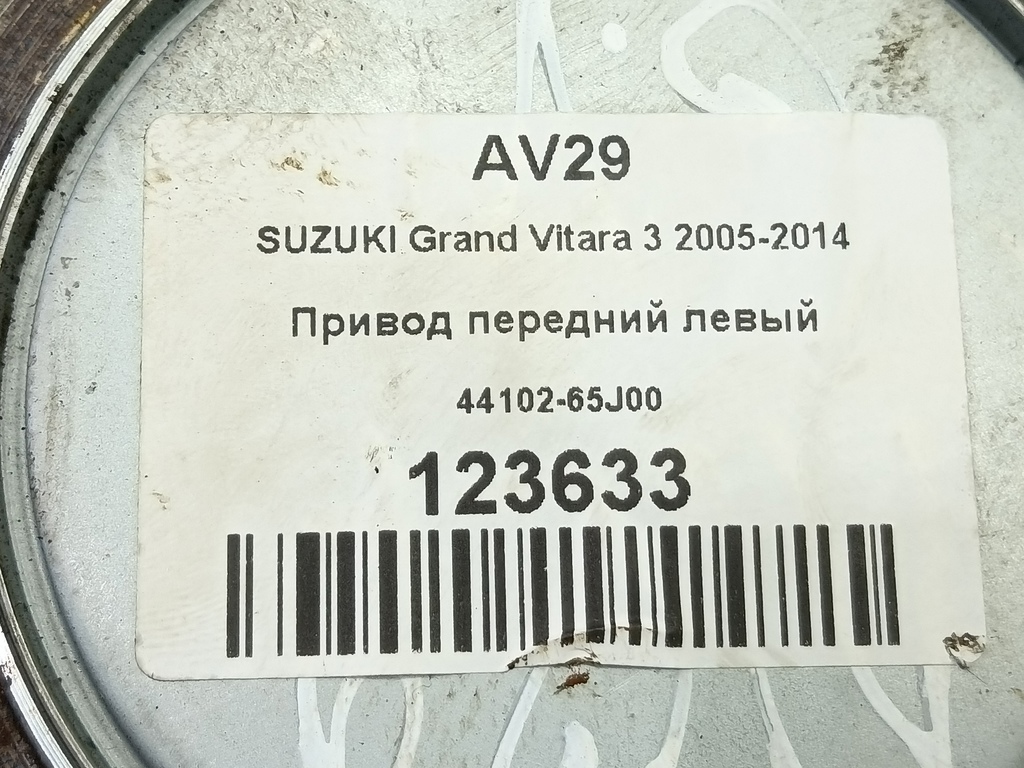 AV29
SUZUKI Grand Vitara 3 2005-2014
Привод передний левый
44102-65J00
123633